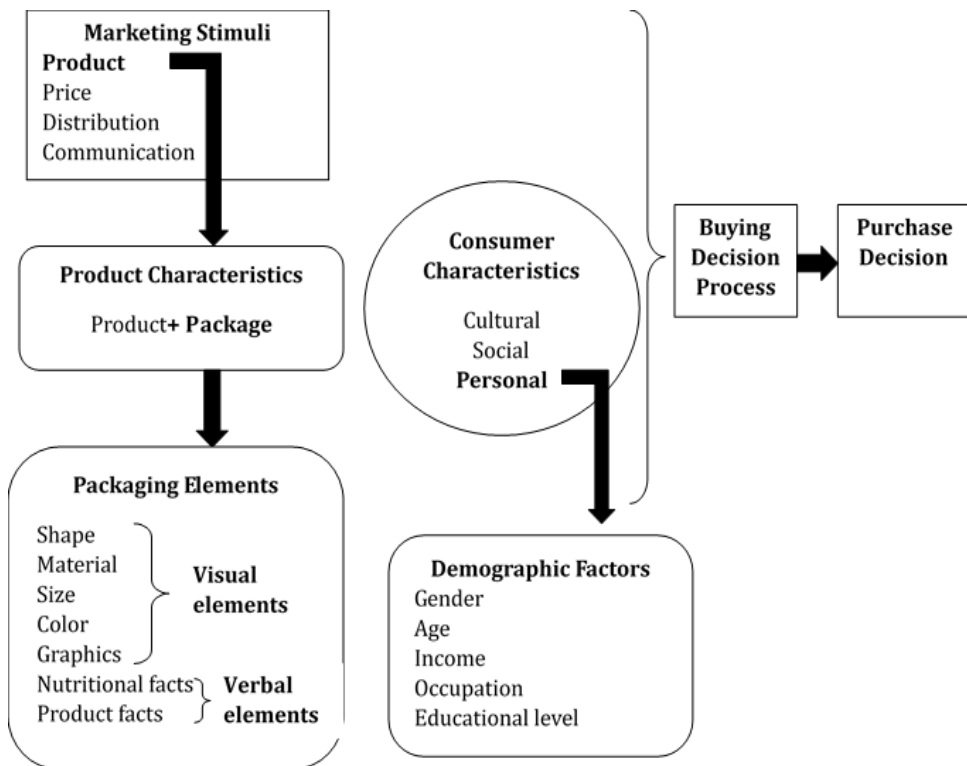 Marketing Stimuli
Product
Price
Distribution
Communication
Product Characteristics
Product+ Package
Packaging Elements
Shape
Material
Size
Color
Graphics
Visual
elements
Nutritional facts
Product facts
Verbal
elements
Consumer
Characteristics
Cultural
Social
Personal
Demographic Factors
Gender
Age
Income
Occupation
Educational level
Buying
Decision
Process
Purchase
Decision